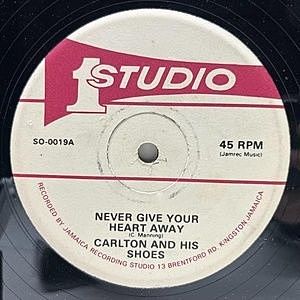 1 STUDIO
SO-0019A
45 RPM
(Jamrec Music)
NEVER GIVE YOUR
HEART AWAY
(C. Manning)
CARLTON AND HIS
SHOES
RECORDED BY JAMAICA RECORDING STUDIO 13 BRENTFORD RD. KINGSTON JAMAICA